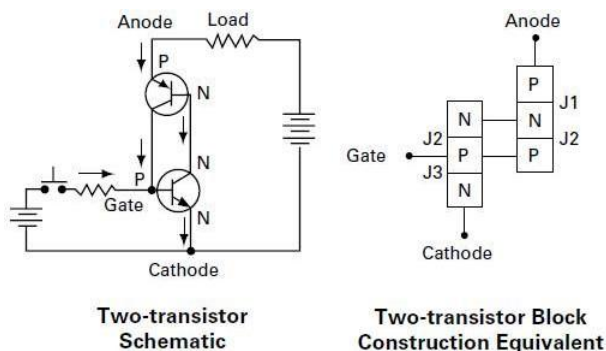 Anode
Load
P
N
N
P
Gate
N
Cathode
Two-transistor
Schematic
Anode
P
J1
N
N
J2
J2
Gate
P
P
J3
N
Cathode
Two-transistor Block
Construction Equivalent